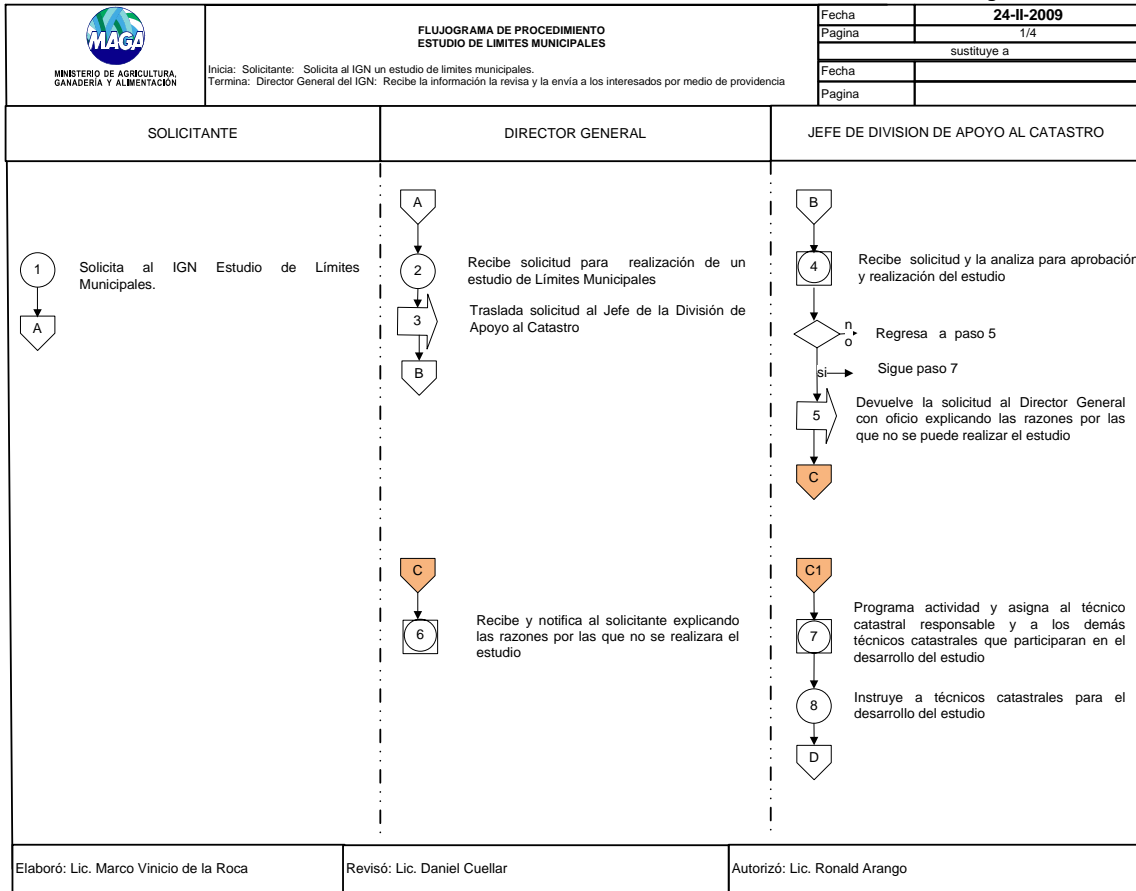 MAGA
MINISTERIO DE AGRICULTURA,
GANADERÍA Y ALIMENTACIÓN
FLUJOGRAMA DE PROCEDIMIENTO
ESTUDIO DE LIMITES MUNICIPALES
Inicia: Solicitante: Solicita al IGN un estudio de limites municipales.
Termina: Director General del IGN: Recibe la información la revisa y la envía a los interesados por medio de providencia
Fecha 24-II-2009
Pagina 1/4
sustituye a
Fecha
Pagina
SOLICITANTE
DIRECTOR GENERAL
JEFE DE DIVISION DE APOYO AL CATASTRO
1
Solicita al IGN Estudio de Límites
Municipales.
A
A
2
Recibe solicitud para realización de un
estudio de Límites Municipales
3
Traslada solicitud al Jefe de la División de
Apoyo al Catastro
B
B
4
Recibe solicitud y la analiza para aprobación
y realización del estudio
n
o
Regresa a paso 5
si
Sigue paso 7
5
Devuelve la solicitud al Director General
con oficio explicando las razones por las
que no se puede realizar el estudio
C
C
6
Recibe y notifica al solicitante explicando
las razones por las que no se realizara el
estudio
C1
7
Programa actividad y asigna al técnico
catastral responsable y a los demás
técnicos catastrales que participaran en el
desarrollo del estudio
8
Instruye a técnicos catastrales para el
desarrollo del estudio
D
Elaboró: Lic. Marco Vinicio de la Roca
Revisó: Lic. Daniel Cuellar
Autorizó: Lic. Ronald Arango